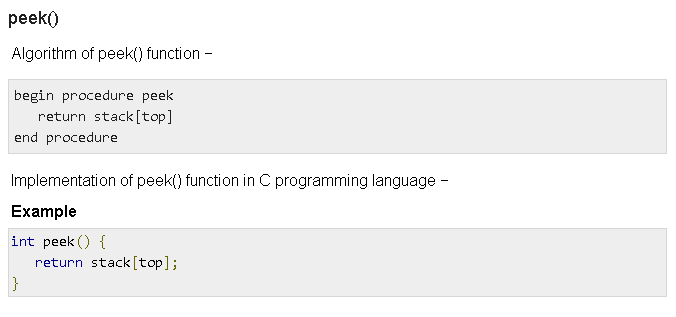 peek()
Algorithm of peek() function −
begin procedure peek
   return stack[top]
end procedure
Implementation of peek() function in C programming language −
Example
int peek() {
   return stack[top];
}